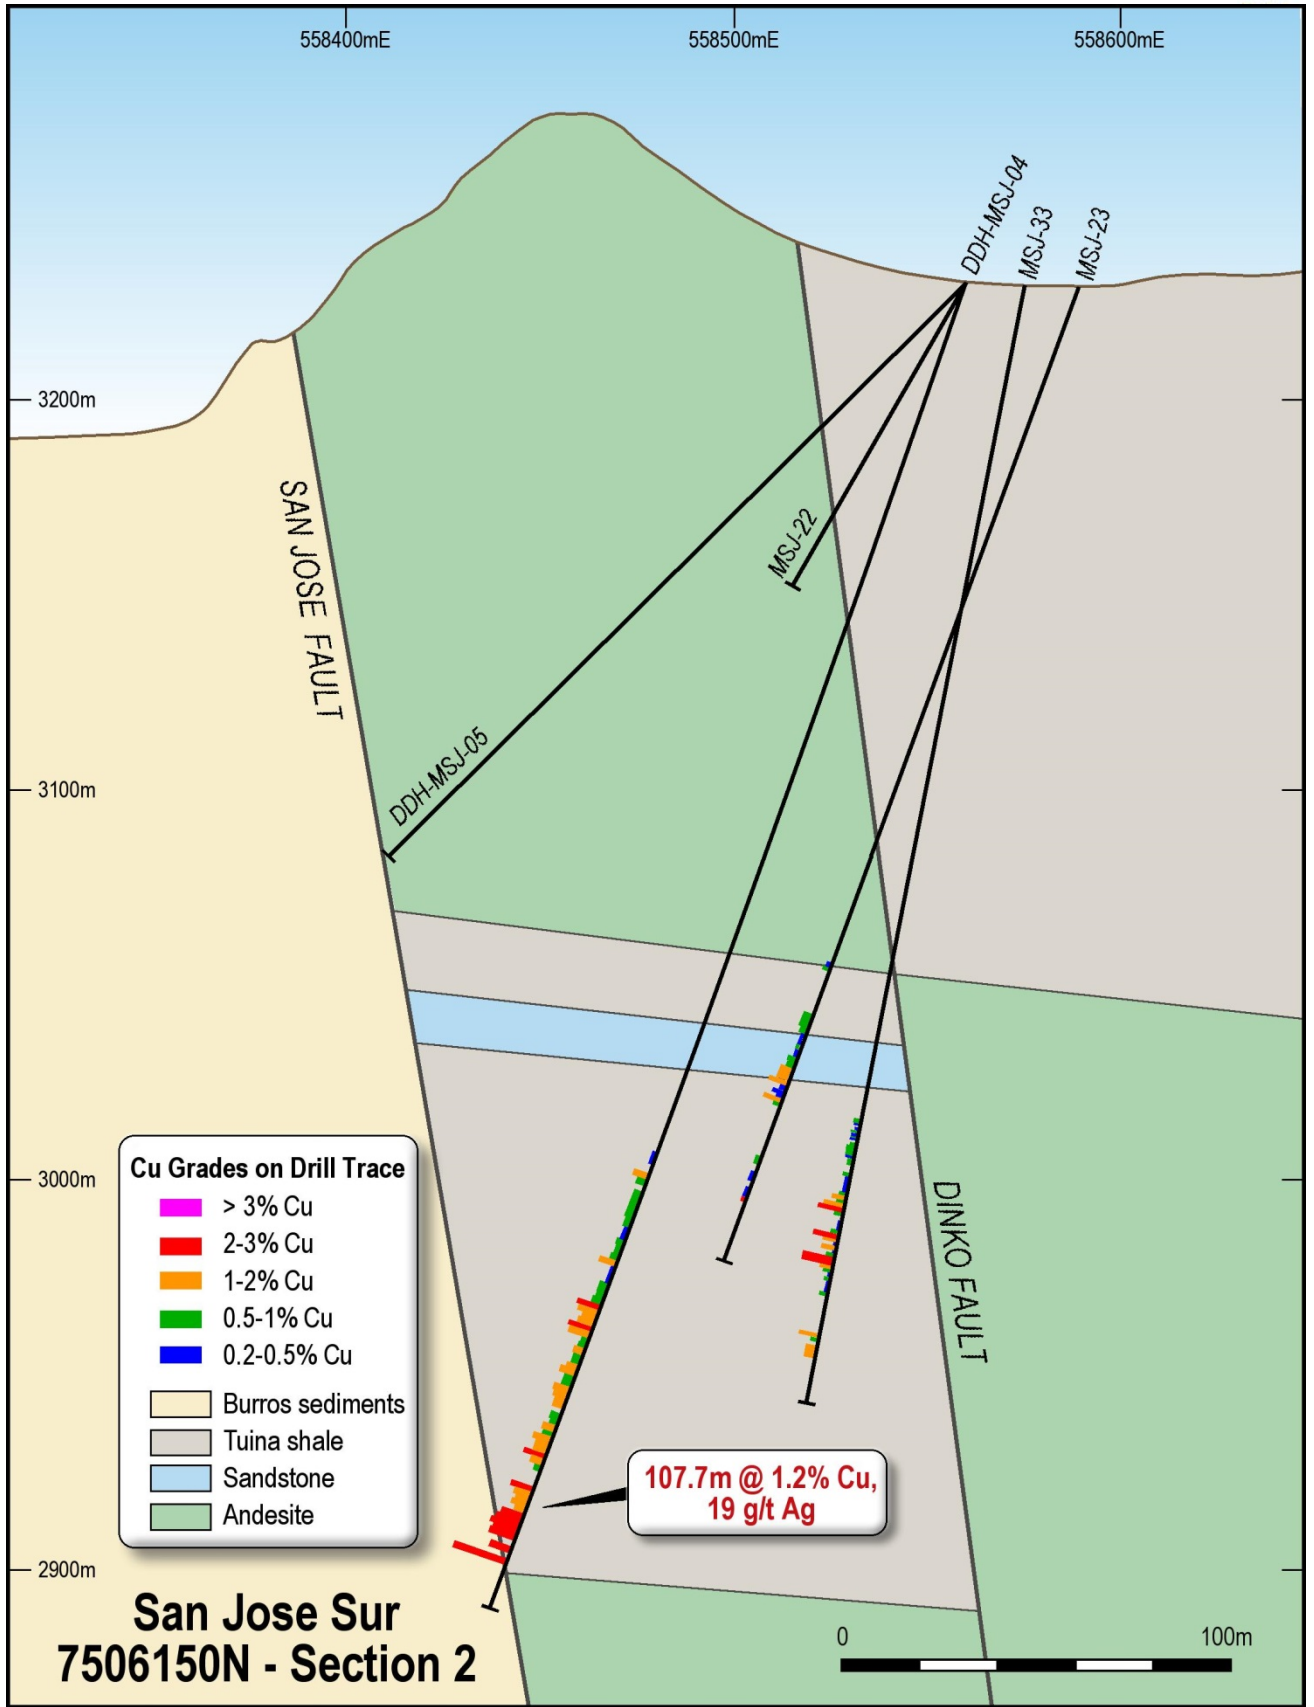 558400mE
558500mE
558600mE
DDH-MSJ-04
MSJ-33
MSJ-23
3200m
SAN JOSE FAULT
MSJ-22
DDH-MSJ-05
3100m
Cu Grades on Drill Trace
> 3% Cu
2-3% Cu
1-2% Cu
0.5-1% Cu
0.2-0.5% Cu
Burros sediments
Tuina shale
Sandstone
Andesite
3000m
DINKO FAULT
107.7m @ 1.2% Cu,
19 g/t Ag
2900m
San Jose Sur
7506150N - Section 2
0
100m